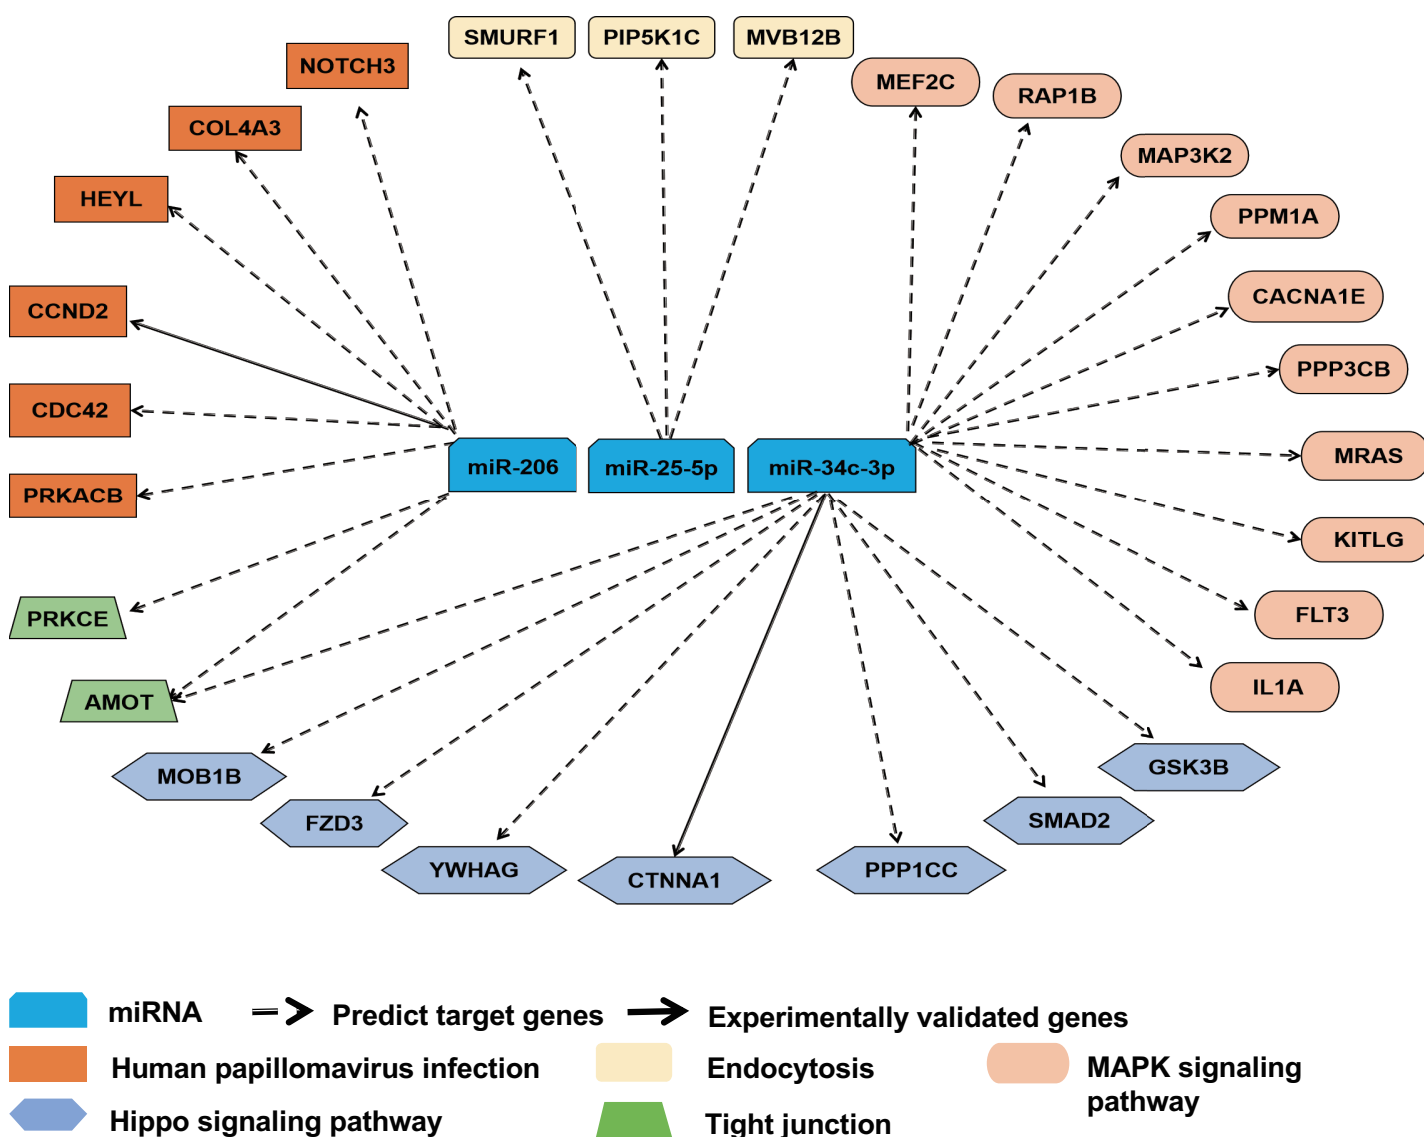 SMURF1
PIP5K1C
MVB12B
NOTCH3
MEF2C
RAP1B
COL4A3
MAP3K2
HEYL
PPM1A
CCND2
CACNA1E
CDC42
PPP3CB
miR-206
miR-25-5p
miR-34c-3p
MRAS
PRKACB
KITLG
PRKCE
FLT3
AMOT
IL1A
MOB1B
GSK3B
FZD3
SMAD2
YWHAG
CTNNA1
PPP1CC
miRNA
Predict target genes
Experimentally validated genes
Human papillomavirus infection
Endocytosis
MAPK signaling
pathway
Hippo signaling pathway
Tight junction